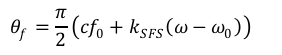 θ_f = π/2 (cf_0 + k_SFS(ω − ω_0))